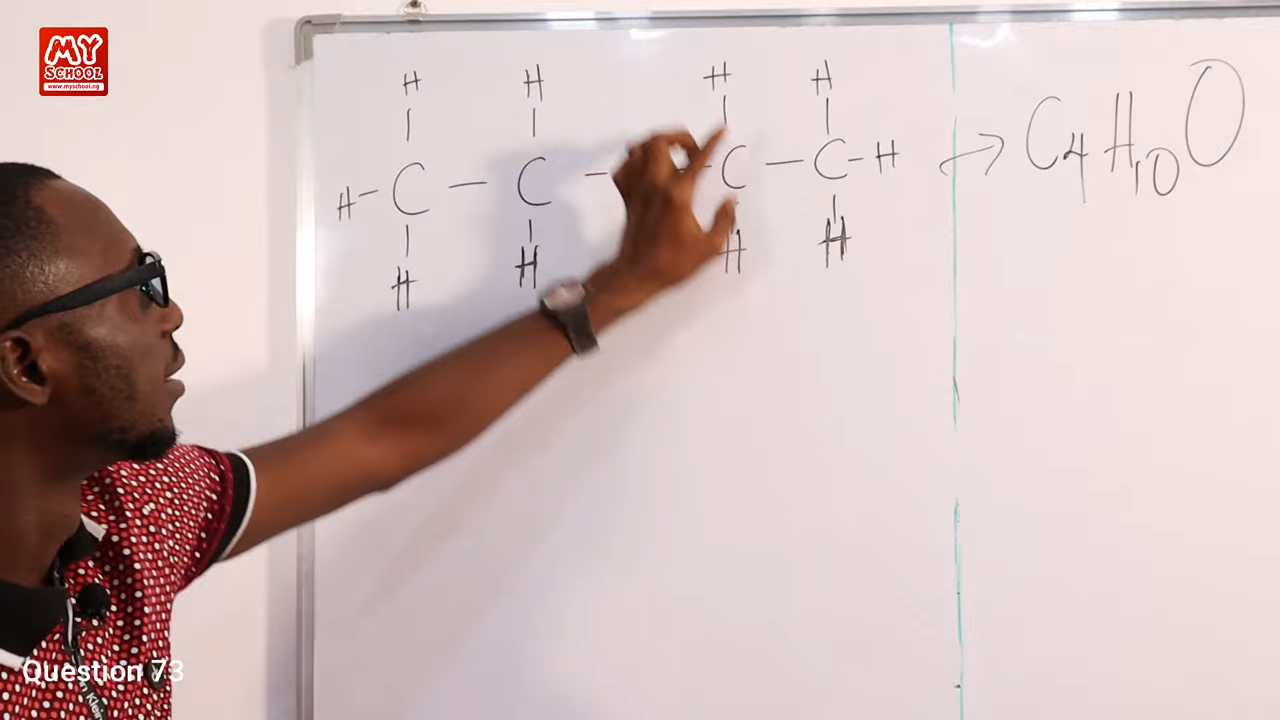 MY
SCHOOL
www.myschool.ng
H H H H
H - C - C - - C - C - H → C4H10O
H H H H
Question 73